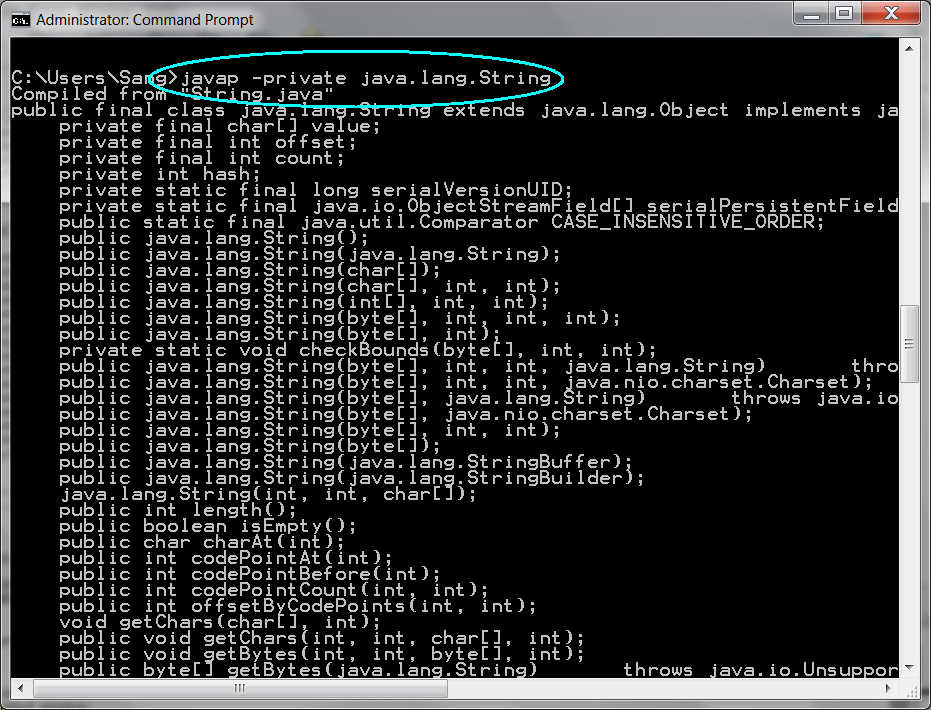 Administrator: Command Prompt
C:\Users\Sang>javap -private java.lang.String
Compiled from "String.java"
public final class java.lang.String extends java.lang.Object implements ja
private final char[] value;
private final int offset;
private final int count;
private int hash;
private static final long serialVersionUID;
private static final java.io.ObjectStreamField[] serialPersistentField
public static final java.util.Comparator CASE_INSENSITIVE_ORDER;
public java.lang.String();
public java.lang.String(java.lang.String);
public java.lang.String(char[]);
public java.lang.String(char[], int, int);
public java.lang.String(int[], int, int);
public java.lang.String(byte[], int, int, int);
public java.lang.String(byte[], int);
private static void checkBounds(byte[], int, int);
public java.lang.String(byte[], int, int, java.lang.String)       thro
public java.lang.String(byte[], int, int, java.nio.charset.Charset);
public java.lang.String(byte[], java.lang.String)       throws java.io
public java.lang.String(byte[], java.nio.charset.Charset);
public java.lang.String(byte[], int, int);
public java.lang.String(byte[]);
public java.lang.String(java.lang.StringBuffer);
public java.lang.String(java.lang.StringBuilder);
java.lang.String(int, int, char[]);
public int length();
public boolean isEmpty();
public char charAt(int);
public int codePointAt(int);
public int codePointBefore(int);
public int codePointCount(int, int);
public int offsetByCodePoints(int, int);
void getChars(char[], int);
public void getChars(int, int, char[], int);
public void getBytes(int, int, byte[], int);
public byte[] getBytes(java.lang.String)       throws java.io.Unsuppor